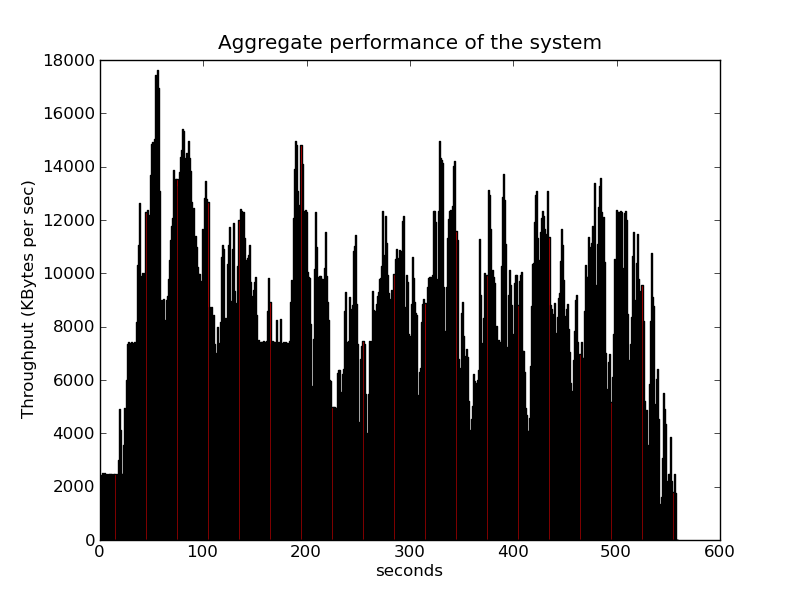 Aggregate performance of the system
18000
16000
14000
12000
10000
8000
6000
4000
2000
0
Throughput (KBytes per sec)
0 100 200 300 400 500 600
seconds